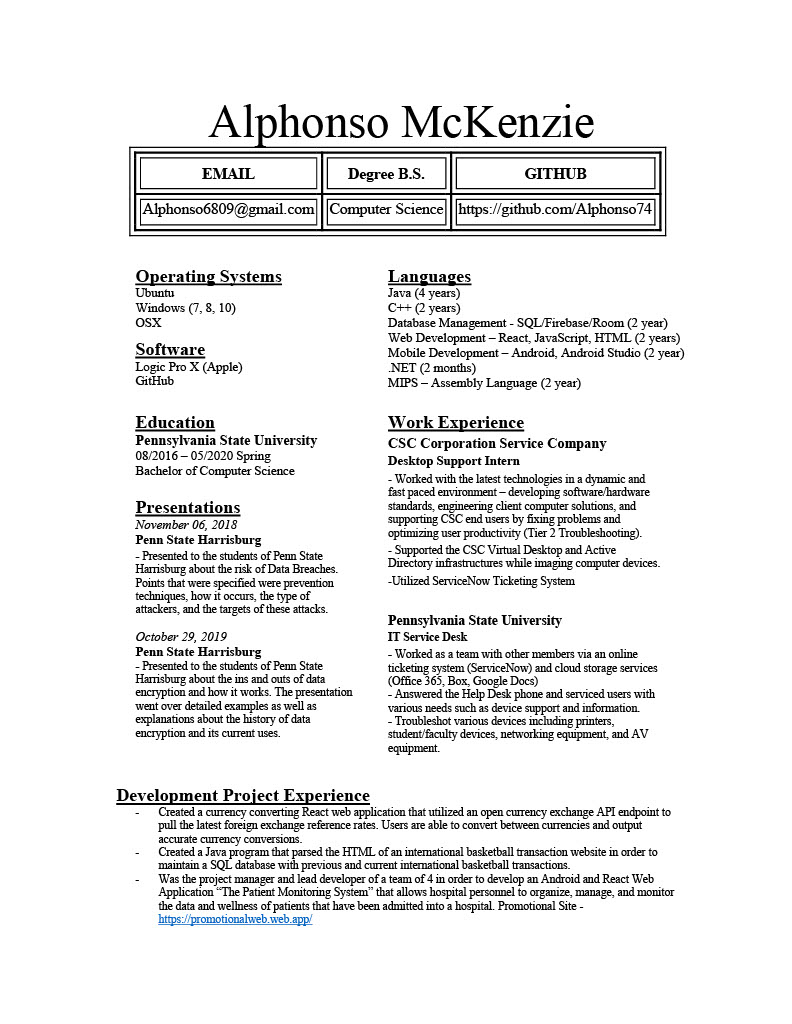 Alphonso McKenzie
EMAIL
Degree B.S.
GITHUB
Alphonso6809@gmail.com
Computer Science
https://github.com/Alphonso74
Operating Systems
Ubuntu
Windows (7, 8, 10)
OSX
Software
Logic Pro X (Apple)
GitHub
Languages
Java (4 years)
C++ (2 years)
Database Management - SQL/Firebase/Room (2 year)
Web Development – React, JavaScript, HTML (2 years)
Mobile Development – Android, Android Studio (2 year)
.NET (2 months)
MIPS – Assembly Language (2 year)
Education
Pennsylvania State University
08/2016 – 05/2020 Spring
Bachelor of Computer Science
Presentations
November 06, 2018
Penn State Harrisburg
- Presented to the students of Penn State
Harrisburg about the risk of Data Breaches.
Points that were specified were prevention
techniques, how it occurs, the type of
attackers, and the targets of these attacks.
October 29, 2019
Penn State Harrisburg
- Presented to the students of Penn State
Harrisburg about the ins and outs of data
encryption and how it works. The presentation
went over detailed examples as well as
explanations about the history of data
encryption and its current uses.
Work Experience
CSC Corporation Service Company
Desktop Support Intern
- Worked with the latest technologies in a dynamic and
fast paced environment – developing software/hardware
standards, engineering client computer solutions, and
supporting CSC end users by fixing problems and
optimizing user productivity (Tier 2 Troubleshooting).
- Supported the CSC Virtual Desktop and Active
Directory infrastructures while imaging computer devices.
-Utilized ServiceNow Ticketing System
Pennsylvania State University
IT Service Desk
- Worked as a team with other members via an online
ticketing system (ServiceNow) and cloud storage services
(Office 365, Box, Google Docs)
- Answered the Help Desk phone and serviced users with
various needs such as device support and information.
- Troubleshot various devices including printers,
student/faculty devices, networking equipment, and AV
equipment.
Development Project Experience
- Created a currency converting React web application that utilized an open currency exchange API endpoint to
pull the latest foreign exchange reference rates. Users are able to convert between currencies and output
accurate currency conversions.
- Created a Java program that parsed the HTML of an international basketball transaction website in order to
maintain a SQL database with previous and current international basketball transactions.
- Was the project manager and lead developer of a team of 4 in order to develop an Android and React Web
Application “The Patient Monitoring System” that allows hospital personnel to organize, manage, and monitor
the data and wellness of patients that have been admitted into a hospital. Promotional Site -
https://promotionalweb.web.app/